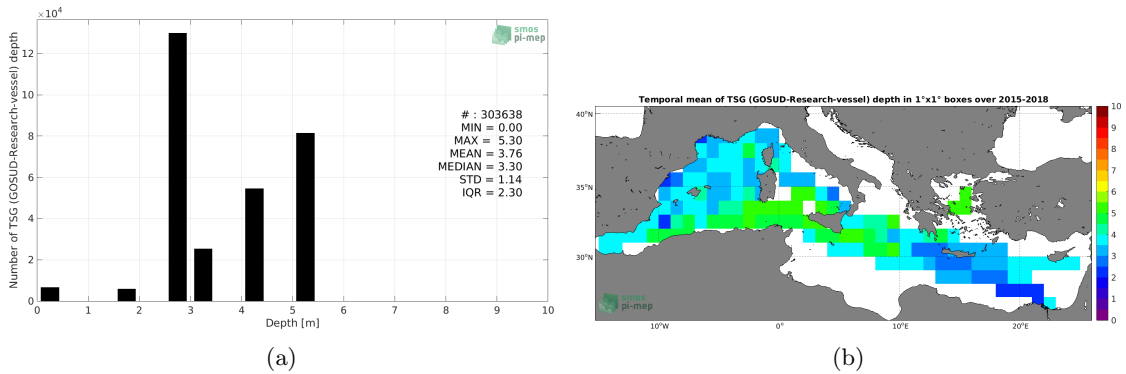 ×10⁴
smos
pi-mep
Number of TSG (GOSUD-Research-vessel) depth
12
10
8
6
4
2
0
# : 303638
MIN = 0.00
MAX = 5.30
MEAN = 3.76
MEDIAN = 3.30
STD = 1.14
IQR = 2.30
0 1 2 3 4 5 6 7 8 9 10
Depth [m]
(a)
Temporal mean of TSG (GOSUD-Research-vessel) depth in 1°x1° boxes over 2015-2018
40°N
35°N
30°N
10°W 0° 10°E 20°E
smos
pi-mep
10
9
8
7
6
5
4
3
2
1
0
(b)